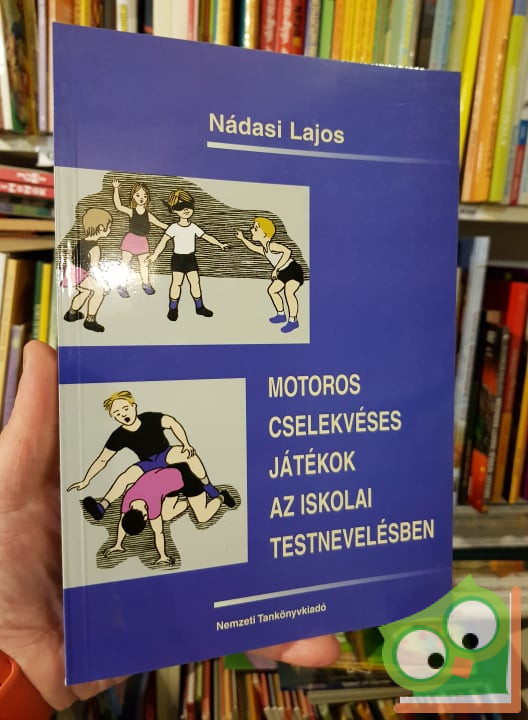 Nádasi Lajos
MOTOROS
CSELEKVÉSES
JÁTÉKOK
AZ ISKOLAI
TESTNEVELÉSBEN
Nemzeti Tankönyvkiadó